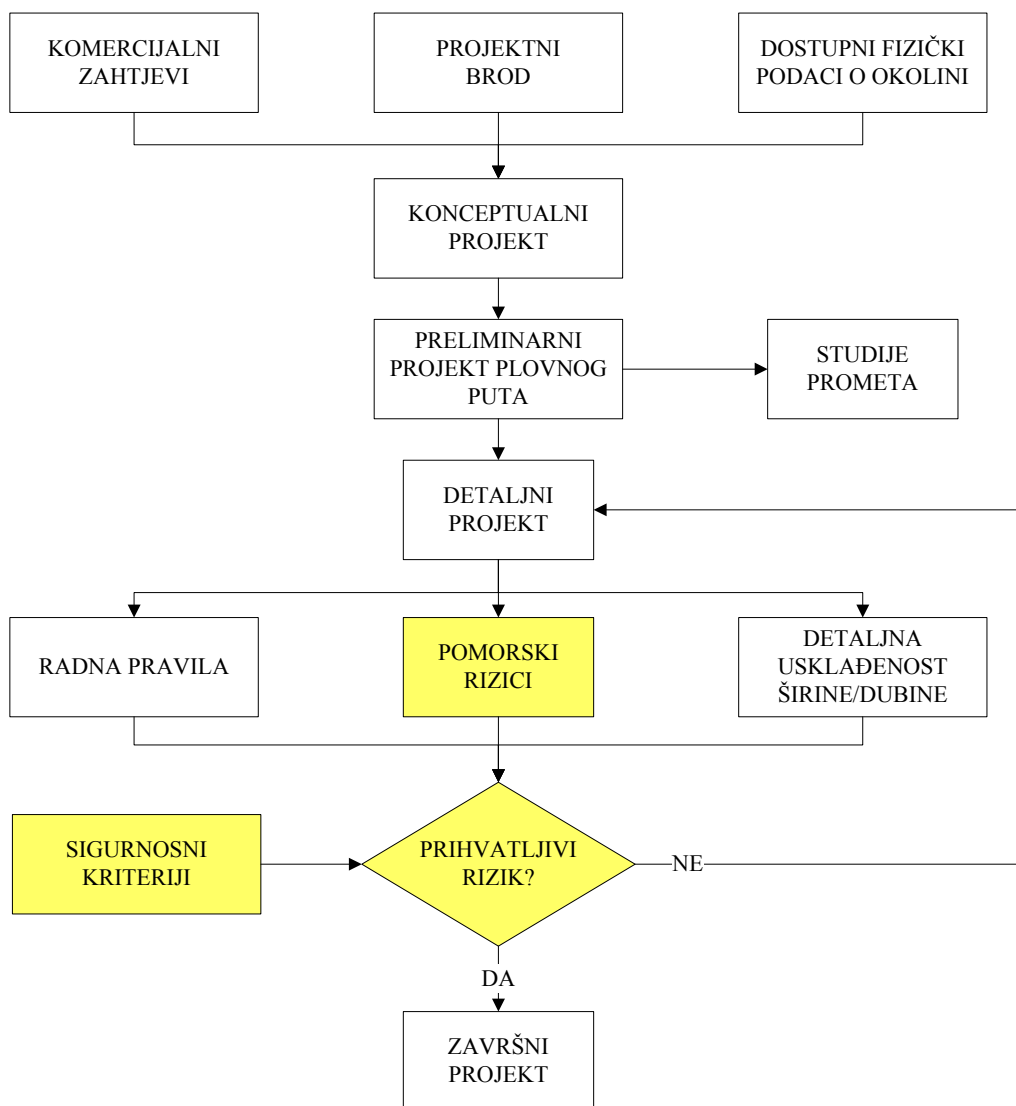 KOMERCIJALNI
ZAHTJEVI
PROJEKTNI
BROD
DOSTUPNI FIZIČKI
PODACI O OKOLINI
KONCEPTUALNI
PROJEKT
PRELIMINARNI
PROJEKT PLOVNOG
PUTA
STUDIJE
PROMETA
DETALJNI
PROJEKT
RADNA PRAVILA
POMORSKI
RIZICI
DETALJNA
USKLAĐENOST
ŠIRINE/DUBINE
SIGURNOSNI
KRITERIJI
PRIHVATLJIVI
RIZIK?
NE
DA
ZAVRŠNI
PROJEKT